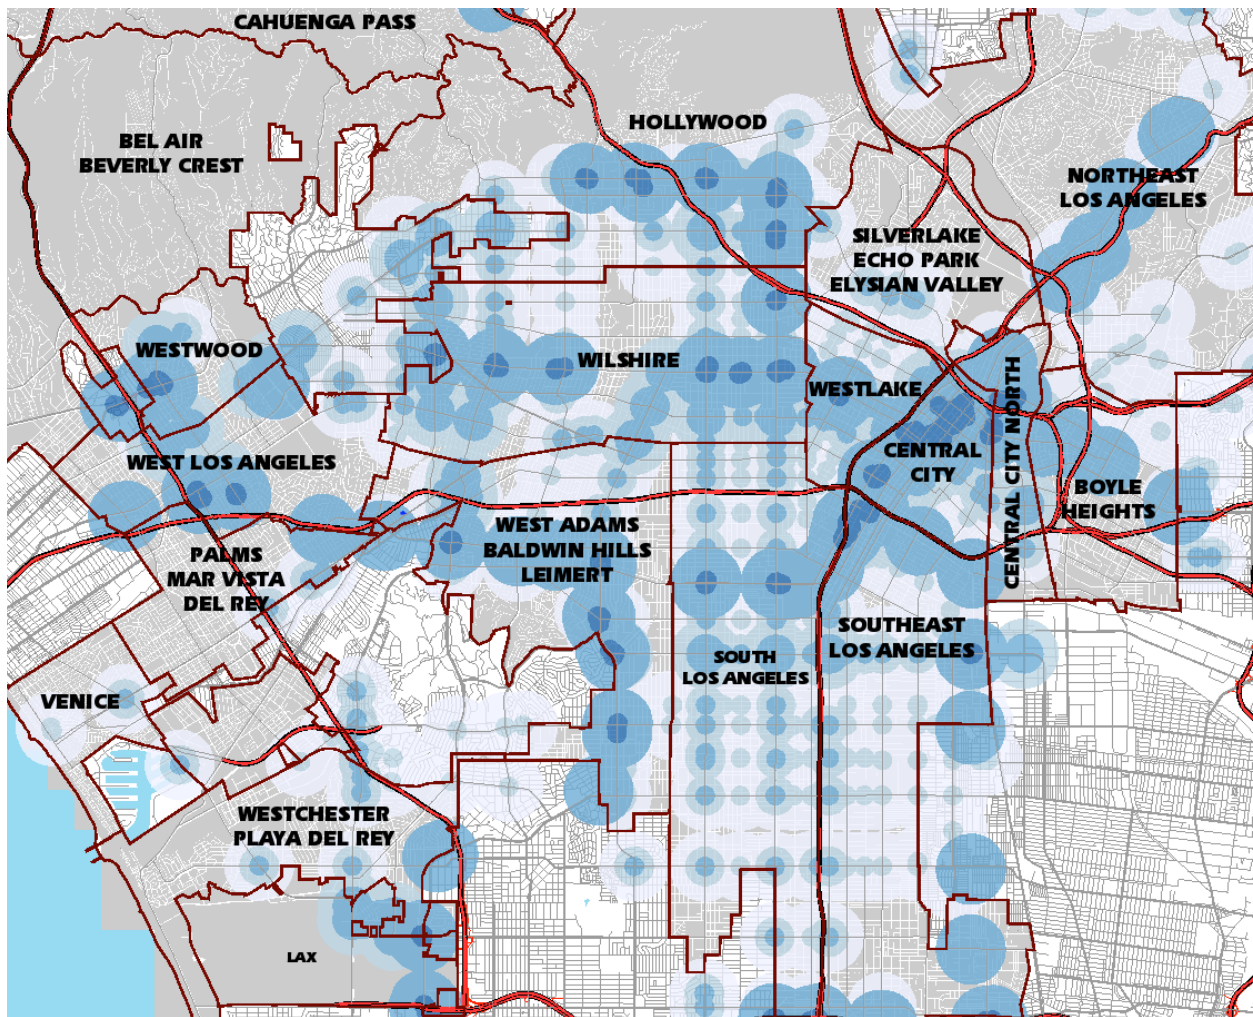 CAHUENGA PASS
HOLLYWOOD
BEL AIR
BEVERLY CREST
NORTHEAST
LOS ANGELES
SILVERLAKE
ECHO PARK
ELYSIAN VALLEY
WESTWOOD
WILSHIRE
WESTLAKE
CENTRAL
CITY
CENTRAL CITY NORTH
WEST LOS ANGELES
BOYLE
HEIGHTS
WEST ADAMS
BALDWIN HILLS
LEIMERT
PALMS
MAR VISTA
DEL REY
SOUTHEAST
LOS ANGELES
SOUTH
LOS ANGELES
VENICE
WESTCHESTER
PLAYA DEL REY
LAX